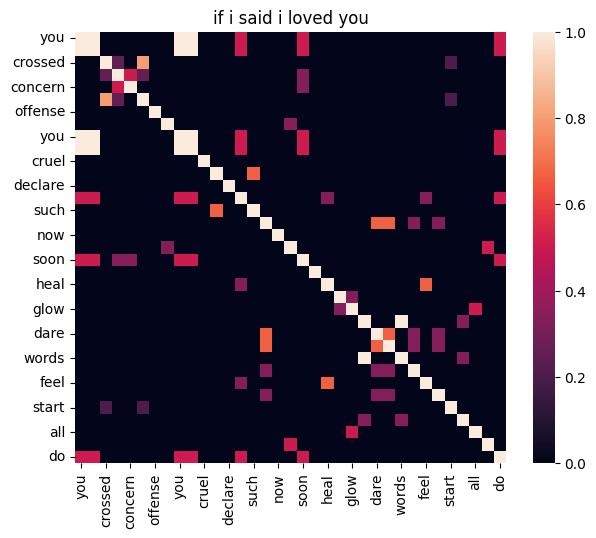 if i said i loved you
you
crossed
concern
offense
you
cruel
declare
such
now
soon
heal
glow
dare
words
feel
start
all
do
1.0
0.8
0.6
0.4
0.2
0.0
you crossed concern offense you cruel declare such now soon heal glow dare words feel start all do